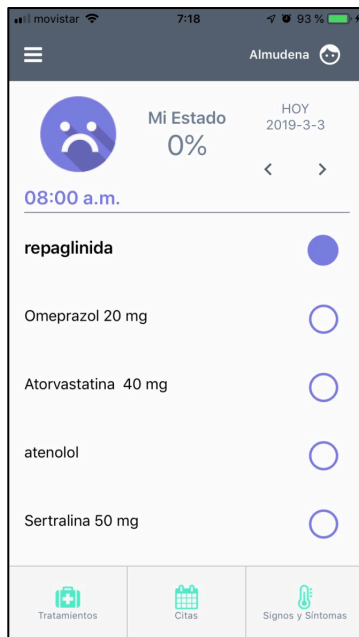 movistar 7:18 93 %
Almudena
Mi Estado
0%
HOY
2019-3-3
08:00 a.m.
repaglinida
Omeprazol 20 mg
Atorvastatina 40 mg
atenolol
Sertralina 50 mg
Tratamientos Citas Signos y Síntomas